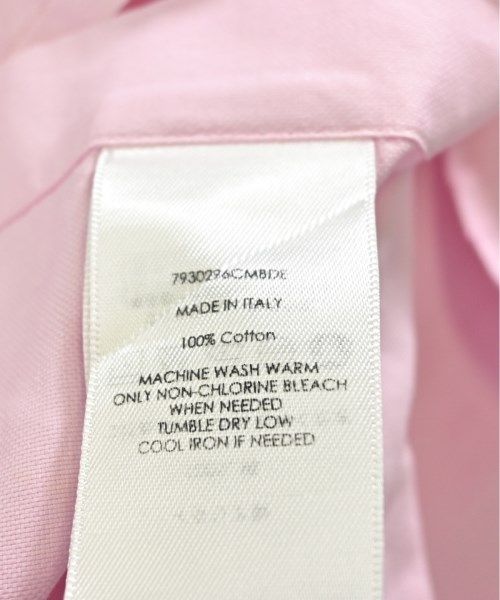 7930296CMBDE
MADE IN ITALY
100% Cotton
MACHINE WASH WARM
ONLY NON-CHLORINE BLEACH
WHEN NEEDED
TUMBLE DRY LOW
COOL IRON IF NEEDED